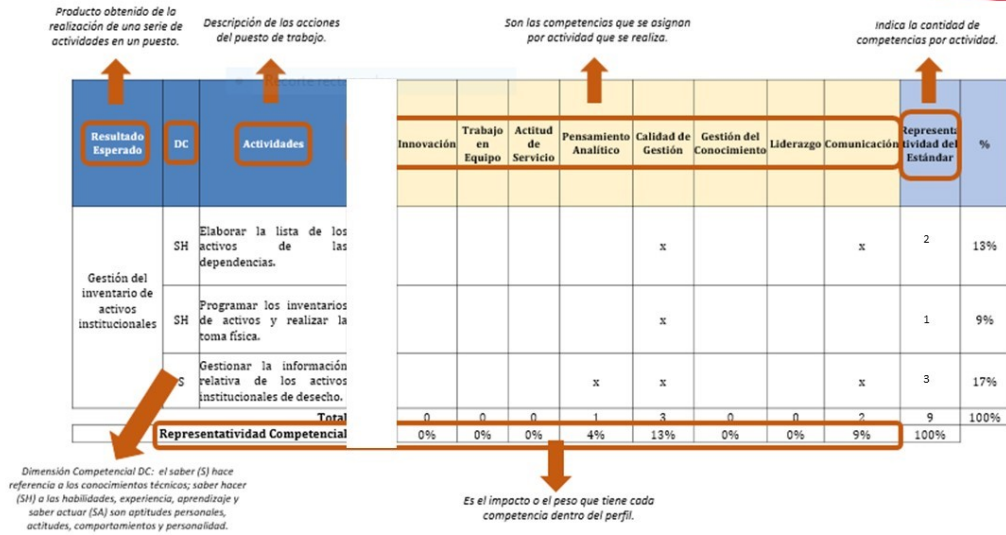 Producto obtenido de la
realización de una serie de
actividades en un puesto.
Descripción de las acciones
del puesto de trabajo.
Son las competencias que se asignan
por actividad que se realiza.
Indica la cantidad de
competencias por actividad.
Resultado
Esperado
DC
Actividades
Innovación
Trabajo
en
Equipo
Actitud
de
Servicio
Pensamiento
Analítico
Calidad de
Gestión
Gestión del
Conocimiento
Liderazgo
Comunicación
Representa
tividad del
Estándar
%
Gestión del
inventario de
activos
institucionales
SH
Elaborar la lista de los
activos de las
dependencias.
x x 2 13%
SH
Programar los inventarios
de activos y realizar la
toma física.
x 1 9%
S
Gestionar la información
relativa de los activos
institucionales de desecho.
x x x 3 17%
Total 0 0 0 1 3 0 0 2 9 100%
Representatividad Competencial 0% 0% 0% 4% 13% 0% 0% 9% 100%
Dimensión Competencial DC: el saber (S) hace
referencia a los conocimientos técnicos; saber hacer
(SH) a las habilidades, experiencia, aprendizaje y
saber actuar (SA) son aptitudes personales,
actitudes, comportamientos y personalidad.
Es el impacto o el peso que tiene cada
competencia dentro del perfil.